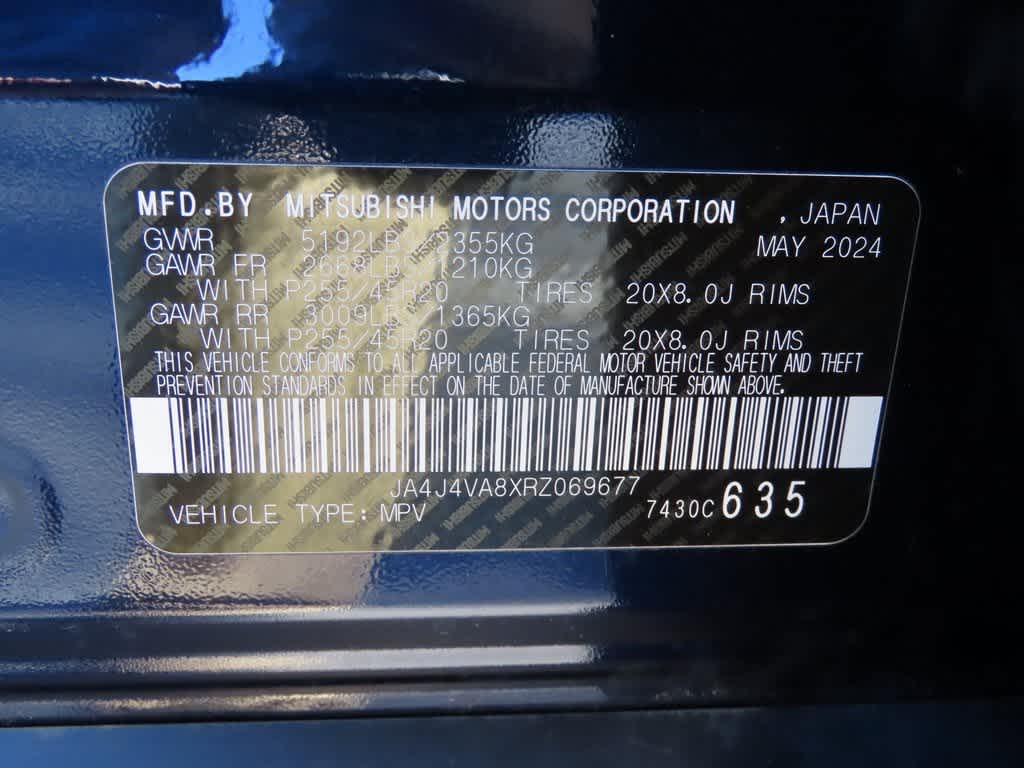 MFD.BY MITSUBISHI MOTORS CORPORATION , JAPAN
GVWR 5192LBS/2355KG MAY 2024
GAWR FR 2668LBS/1210KG
WITH P255/45R20 TIRES 20X8.0J RIMS
GAWR RR 3009LBS/1365KG
WITH P255/45R20 TIRES 20X8.0J RIMS
THIS VEHICLE CONFORMS TO ALL APPLICABLE FEDERAL MOTOR VEHICLE SAFETY AND THEFT
PREVENTION STANDARDS IN EFFECT ON THE DATE OF MANUFACTURE SHOWN ABOVE.
JA4J4VA8XRZ069677
VEHICLE TYPE: MPV 7430C 635